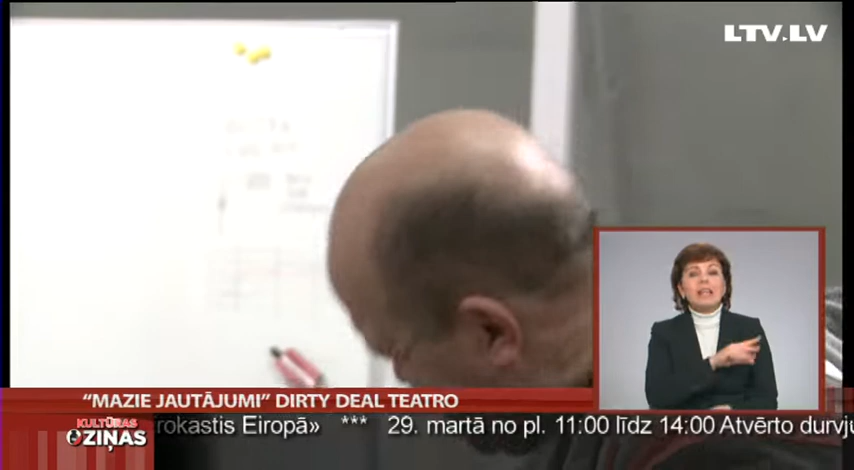 LTV.LV
“MAZIE JAUTĀJUMI” DIRTY DEAL TEATRO
KULTŪRAS
ZIŅAS
rokastis Eiropā» *** 29. martā no pl. 11:00 līdz 14:00 Atvērto durvju